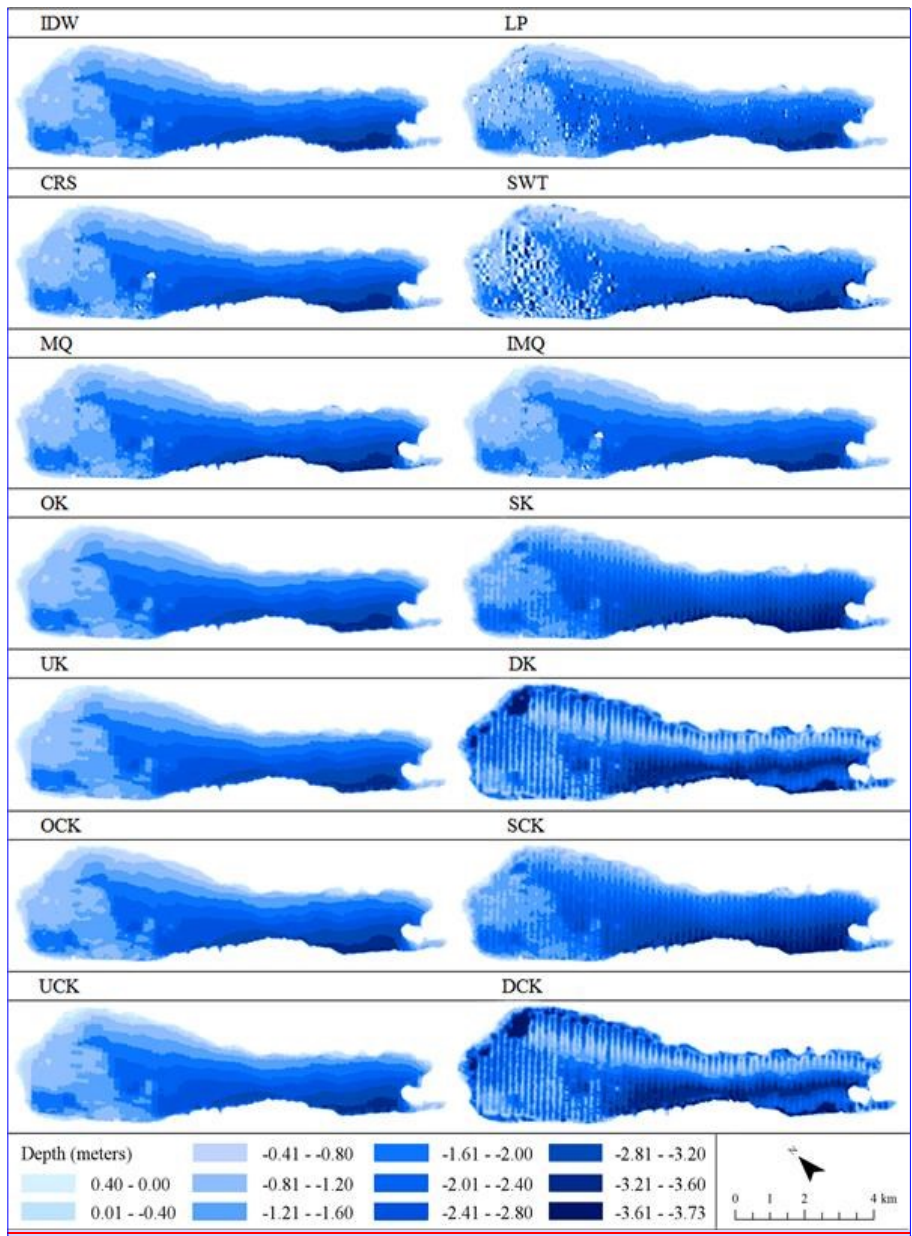 IDW LP
CRS SWT
MQ IMQ
OK SK
UK DK
OCK SCK
UCK DCK
Depth (meters)
0.40 - 0.00
0.01 - -0.40
-0.41 - -0.80
-0.81 - -1.20
-1.21 - -1.60
-1.61 - -2.00
-2.01 - -2.40
-2.41 - -2.80
-2.81 - -3.20
-3.21 - -3.60
-3.61 - -3.73
N
0 1 2 4 km